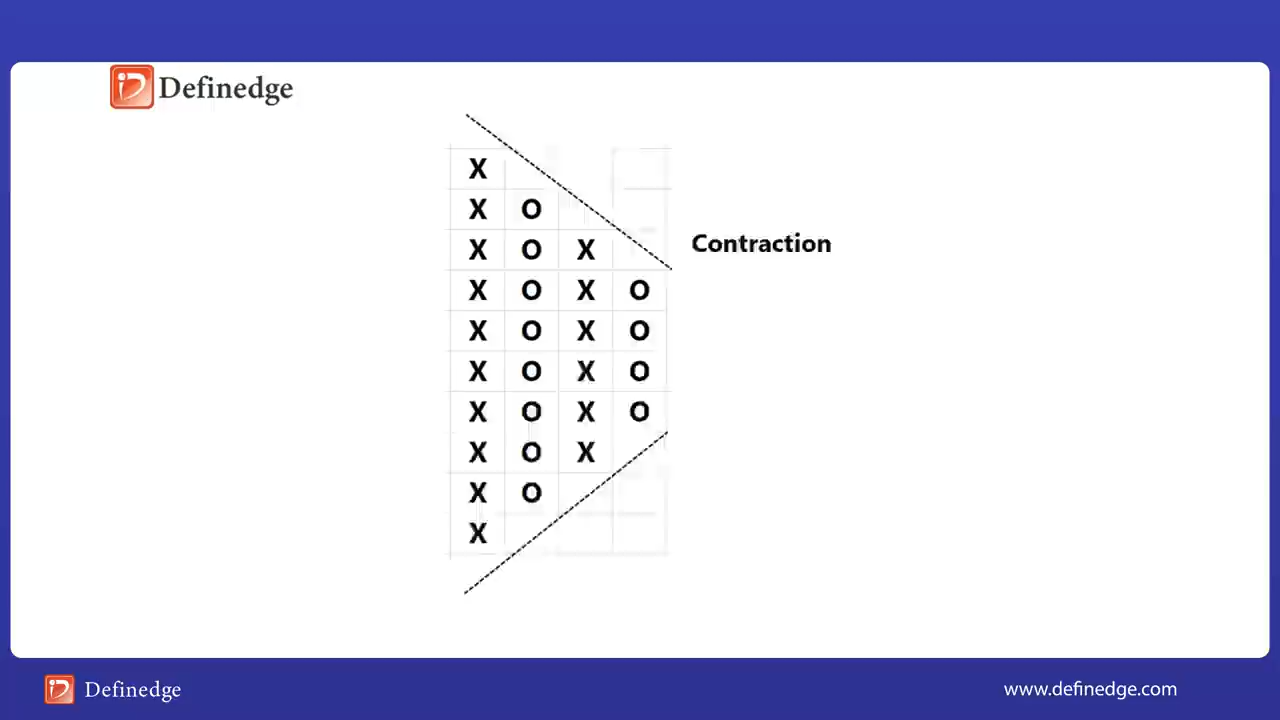 Definedge
X
X O
X O X
Contraction
X O X O
X O X O
X O X O
X O X O
X O X
X O
X
Definedge
www.definedge.com